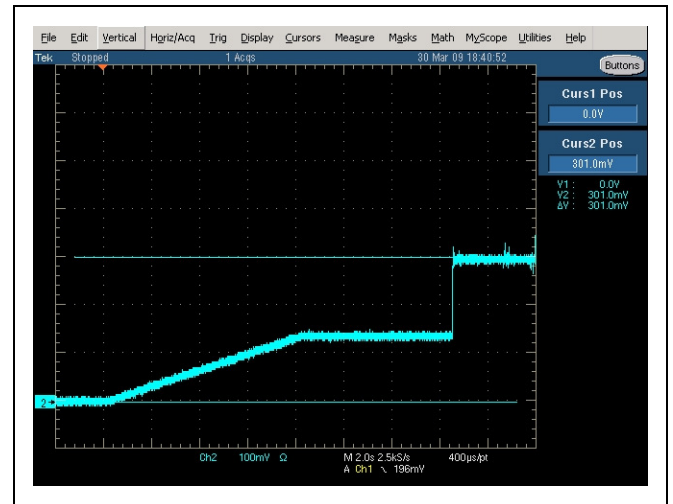 File Edit Vertical Horiz/Acq Trig Display Cursors Measure Masks Math MyScope Utilities Help
Tek Stopped 1 Acqs 30 Mar 09 18:40:52
Buttons
Curs1 Pos
0.0V
Curs2 Pos
301.0mV
V1 : 0.0V
V2 : 301.0mV
ΔV : 301.0mV
2
Ch2 100mV Ω M 2.0s 2.5kS/s 400µs/pt
A Ch1 ﹨ 196mV